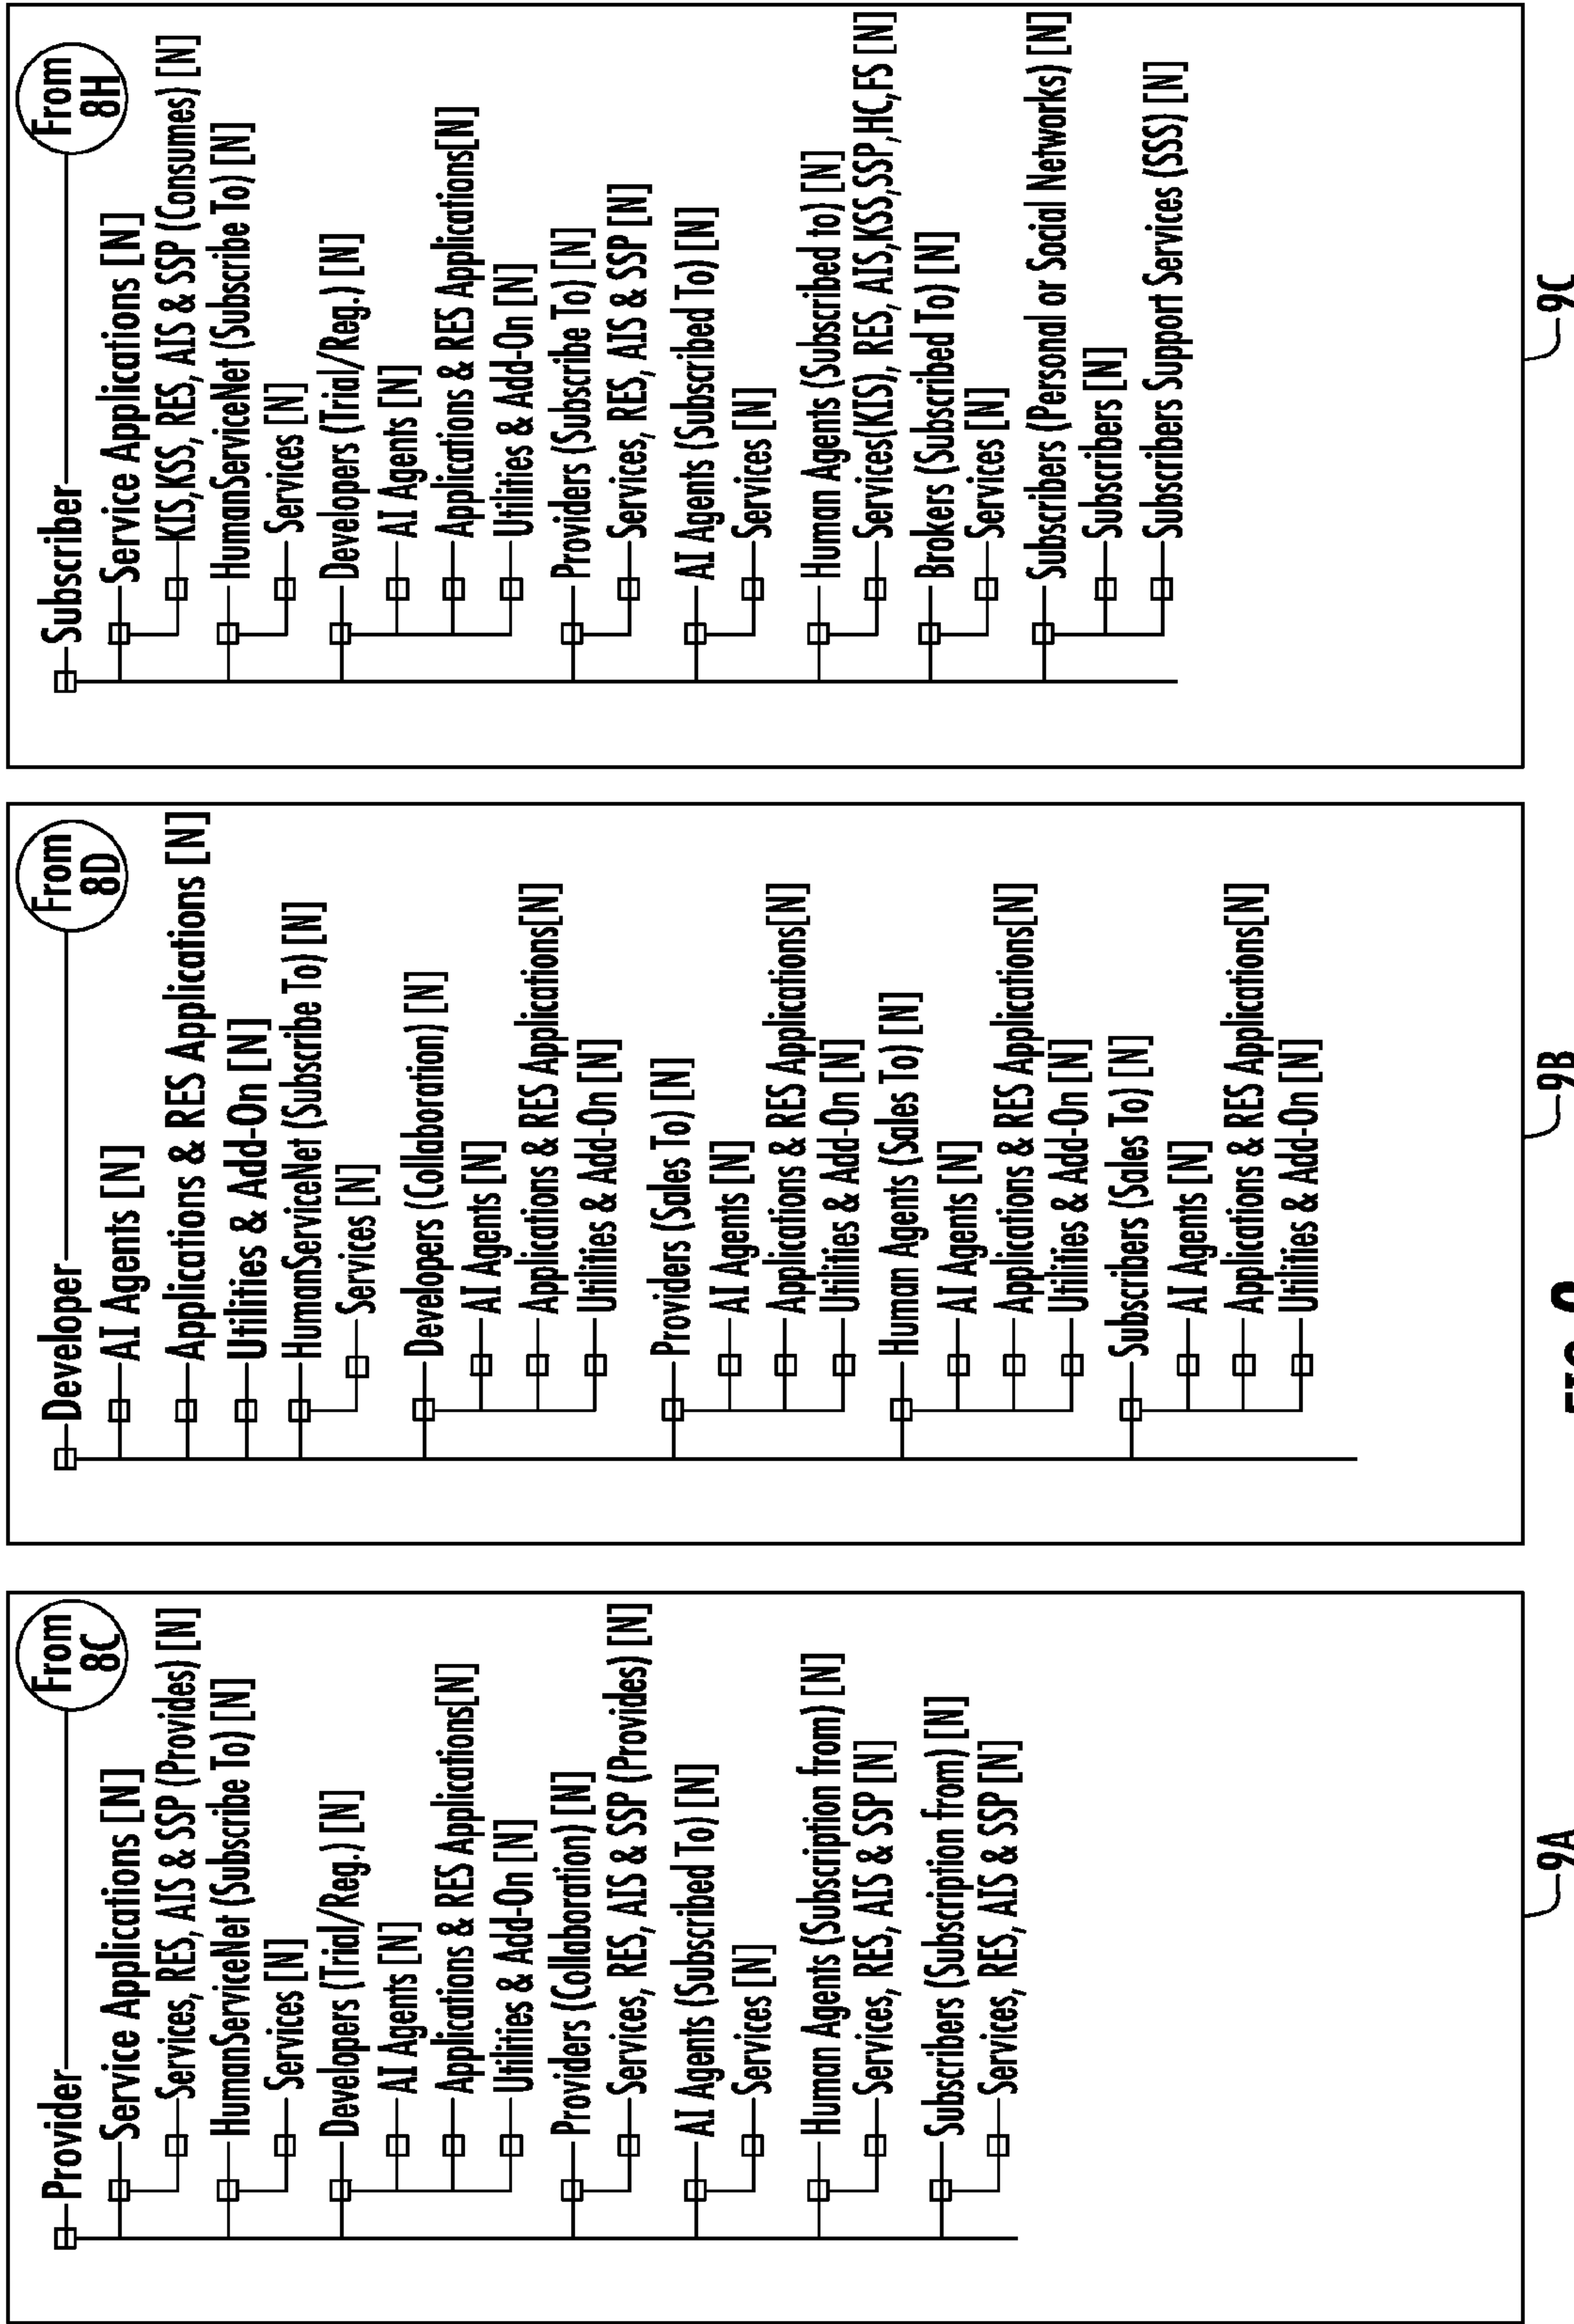 Provider
From
8C
Service Applications [N]
Services, RES, AIS & SSP (Provides) [N]
HumanServiceNet (Subscribe To) [N]
Services [N]
Developers (Trial/Reg.) [N]
AI Agents [N]
Applications & RES Applications[N]
Utilities & Add-On [N]
Providers (Collaboration) [N]
Services, RES, AIS & SSP (Provides) [N]
AI Agents (Subscribed To) [N]
Services [N]
Human Agents (Subscription from) [N]
Services, RES, AIS & SSP [N]
Subscribers (Subscription from) [N]
Services, RES, AIS & SSP [N]
9A
Developer
From
8D
AI Agents [N]
Applications & RES Applications [N]
Utilities & Add-On [N]
HumanServiceNet (Subscribe To) [N]
Services [N]
Developers (Collaboration) [N]
AI Agents [N]
Applications & RES Applications[N]
Utilities & Add-On [N]
Providers (Sales To) [N]
AI Agents [N]
Applications & RES Applications[N]
Utilities & Add-On [N]
Human Agents (Sales To) [N]
AI Agents [N]
Applications & RES Applications[N]
Utilities & Add-On [N]
Subscribers (Sales To) [N]
AI Agents [N]
Applications & RES Applications[N]
Utilities & Add-On [N]
9B
Subscriber
From
8H
Service Applications [N]
KIS,KSS, RES, AIS & SSP (Consumes) [N]
HumanServiceNet (Subscribe To) [N]
Services [N]
Developers (Trial/Reg.) [N]
AI Agents [N]
Applications & RES Applications[N]
Utilities & Add-On [N]
Providers (Subscribe To) [N]
Services, RES, AIS & SSP [N]
AI Agents (Subscribed To) [N]
Services [N]
Human Agents (Subscribed to) [N]
Services(KIS), RES, AIS,KSS,SSP,HC,FS [N]
Brokers (Subscribed To) [N]
Services [N]
Subscribers (Personal or Social Networks) [N]
Subscribers [N]
Subscribers Support Services (SSS) [N]
9C